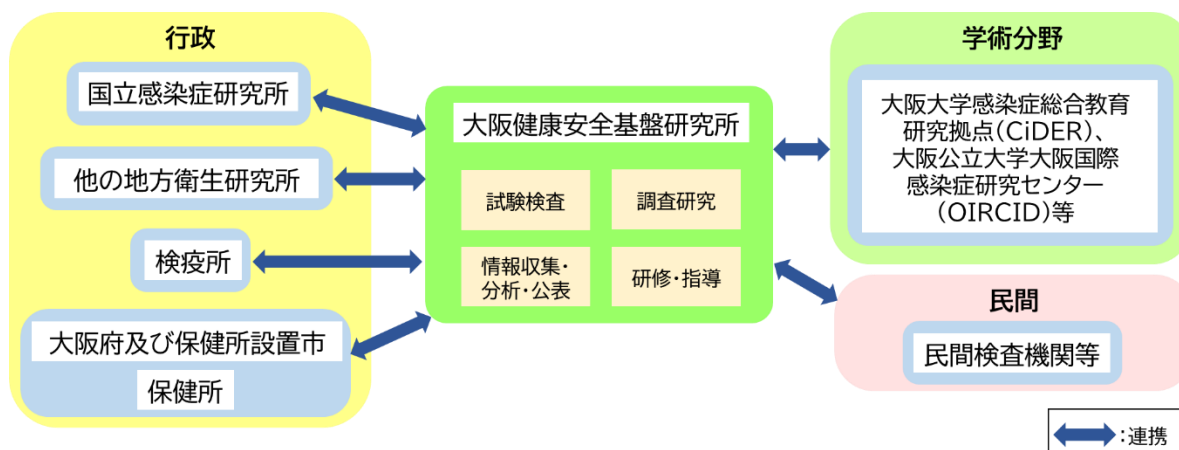 行政
国立感染症研究所
他の地方衛生研究所
検疫所
大阪府及び保健所設置市
保健所
大阪健康安全基盤研究所
試験検査
調査研究
情報収集・
分析・公表
研修・指導
学術分野
大阪大学感染症総合教育
研究拠点(CiDER)、
大阪公立大学大阪国際
感染症研究センター
(OIRCID)等
民間
民間検査機関等
:連携